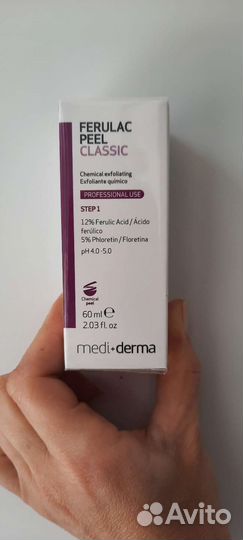 FERULAC
PEEL
CLASSIC
Chemical exfoliating
Exfoliante químico
PROFESSIONAL USE
STEP 1
12% Ferulic Acid / Ácido
ferúlico
5% Phloretin / Floretina
pH 4.0 -5.0
Chemical
peel
60 ml e
2.03 fl. oz
medi+derma
Avito